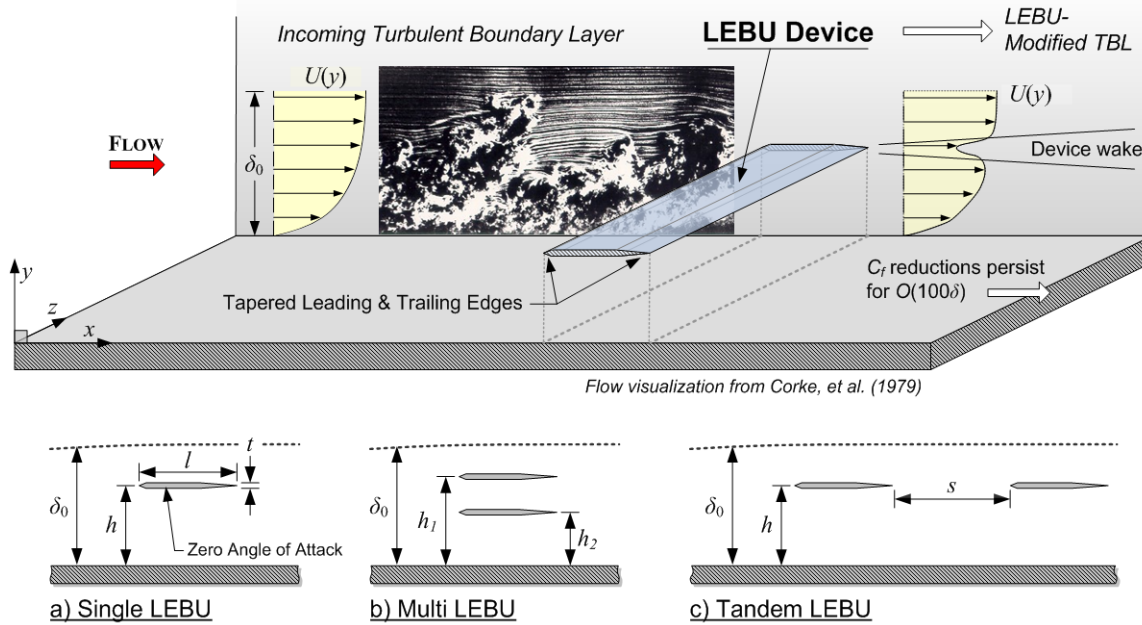 Incoming Turbulent Boundary Layer
LEBU Device
LEBU-
Modified TBL
U(y)
U(y)
FLOW
δ0
Device wake
y
z
x
Tapered Leading & Trailing Edges
Cf reductions persist
for O(100δ)
Flow visualization from Corke, et al. (1979)
δ0
h
l
t
Zero Angle of Attack
a) Single LEBU
δ0
h1
h2
b) Multi LEBU
δ0
h
s
c) Tandem LEBU